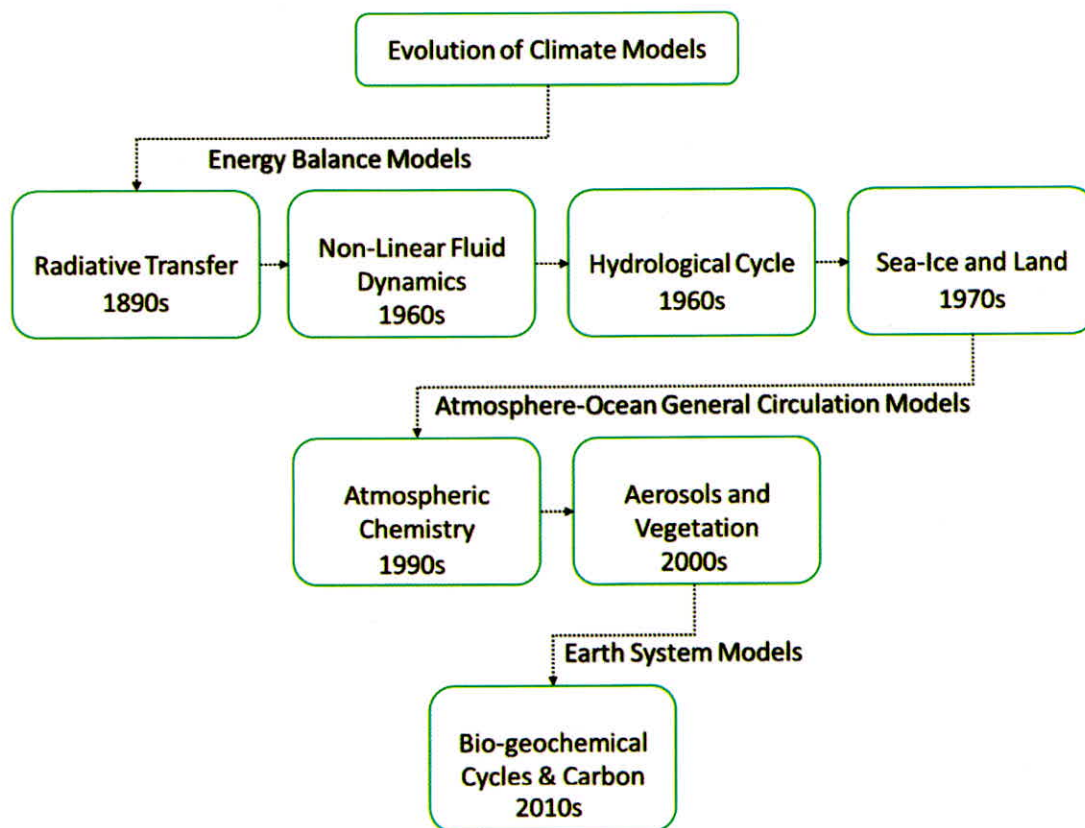 Evolution of Climate Models
Energy Balance Models
Radiative Transfer
1890s
Non-Linear Fluid
Dynamics
1960s
Hydrological Cycle
1960s
Sea-Ice and Land
1970s
Atmosphere-Ocean General Circulation Models
Atmospheric
Chemistry
1990s
Aerosols and
Vegetation
2000s
Earth System Models
Bio-geochemical
Cycles & Carbon
2010s